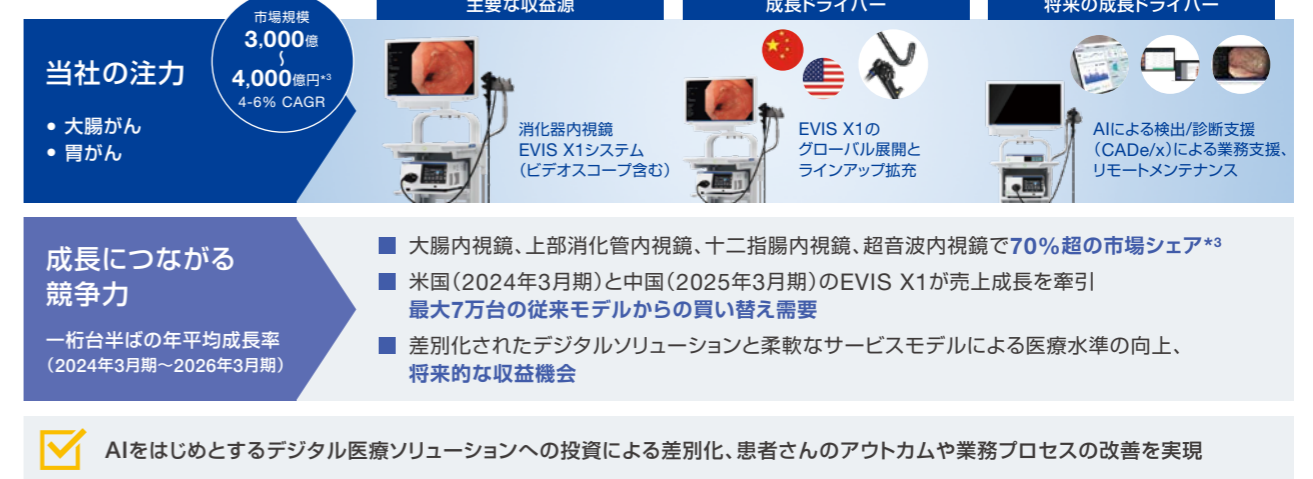 主要な収益源
成長ドライバー
将来の成長ドライバー
市場規模
3,000億
〜
4,000億円*3
4-6% CAGR
当社の注力
• 大腸がん
• 胃がん
消化器内視鏡
EVIS X1システム
（ビデオスコープ含む）
EVIS X1の
グローバル展開と
ラインアップ拡充
AIによる検出/診断支援
（CADe/x）による業務支援、
リモートメンテナンス
成長につながる
競争力
一桁台半ばの年平均成長率
（2024年3月期～2026年3月期）
■ 大腸内視鏡、上部消化管内視鏡、十二指腸内視鏡、超音波内視鏡で70%超の市場シェア*3
■ 米国（2024年3月期）と中国（2025年3月期）のEVIS X1が売上成長を牽引
最大7万台の従来モデルからの買い替え需要
■ 差別化されたデジタルソリューションと柔軟なサービスモデルによる医療水準の向上、
将来的な収益機会
AIをはじめとするデジタル医療ソリューションへの投資による差別化、患者さんのアウトカムや業務プロセスの改善を実現